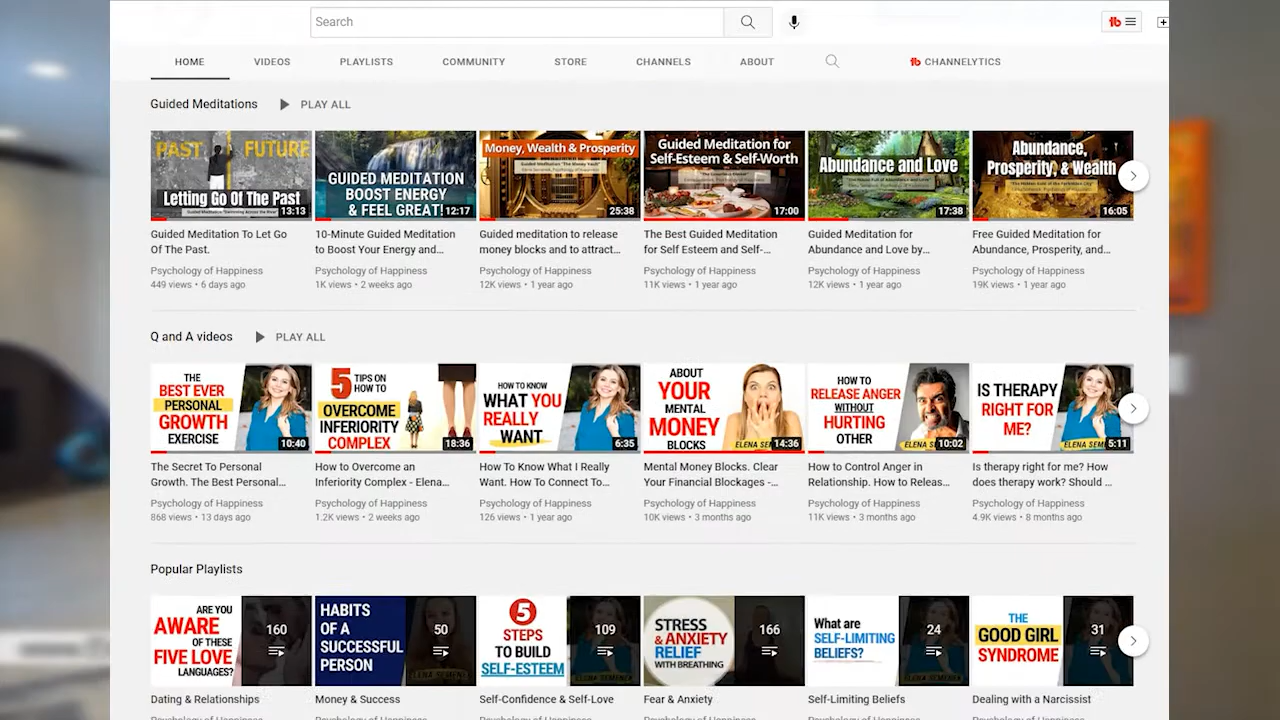 Search
tb
HOME VIDEOS PLAYLISTS COMMUNITY STORE CHANNELS ABOUT tb CHANNELYTICS
Guided Meditations PLAY ALL
PAST FUTURE
Letting Go Of The Past
13:13
GUIDED MEDITATION
BOOST ENERGY
& FEEL GREAT!
12:17
Money, Wealth & Prosperity
25:38
Guided Meditation for
Self-Esteem & Self-Worth
17:00
Abundance and Love
17:38
Abundance,
Prosperity, & Wealth
16:05
Guided Meditation To Let Go
Of The Past.
Psychology of Happiness
449 views • 6 days ago
10-Minute Guided Meditation
to Boost Your Energy and...
Psychology of Happiness
1K views • 2 weeks ago
Guided meditation to release
money blocks and to attract...
Psychology of Happiness
12K views • 1 year ago
The Best Guided Meditation
for Self Esteem and Self-...
Psychology of Happiness
11K views • 1 year ago
Guided Meditation for
Abundance and Love by...
Psychology of Happiness
12K views • 1 year ago
Free Guided Meditation for
Abundance, Prosperity, and...
Psychology of Happiness
19K views • 1 year ago
Q and A videos PLAY ALL
THE
BEST EVER
PERSONAL
GROWTH
EXERCISE
10:40
5 TIPS ON
HOW TO
OVERCOME
INFERIORITY
COMPLEX
18:36
HOW TO KNOW
WHAT YOU
REALLY
WANT
6:35
ABOUT
YOUR
MENTAL
MONEY
BLOCKS
14:36
HOW TO
RELEASE ANGER
WITHOUT
HURTING
OTHER
10:02
IS THERAPY
RIGHT FOR
ME?
5:11
The Secret To Personal
Growth. The Best Personal...
Psychology of Happiness
868 views • 13 days ago
How to Overcome an
Inferiority Complex - Elena...
Psychology of Happiness
1.2K views • 2 weeks ago
How To Know What I Really
Want. How To Connect To...
Psychology of Happiness
126 views • 1 year ago
Mental Money Blocks. Clear
Your Financial Blockages -...
Psychology of Happiness
10K views • 3 months ago
How to Control Anger in
Relationship. How to Releas...
Psychology of Happiness
11K views • 3 months ago
Is therapy right for me? How
does therapy work? Should ...
Psychology of Happiness
4.9K views • 8 months ago
Popular Playlists
ARE YOU
AWARE
OF THESE
FIVE LOVE
LANGUAGES?
160
HABITS
OF A
SUCCESSFUL
PERSON
50
5
STEPS
TO BUILD
SELF-ESTEEM
109
STRESS
& ANXIETY
RELIEF
WITH BREATHING
166
What are
SELF-LIMITING
BELIEFS?
24
THE
GOOD GIRL
SYNDROME
31
Dating & Relationships
Money & Success
Self-Confidence & Self-Love
Fear & Anxiety
Self-Limiting Beliefs
Dealing with a Narcissist